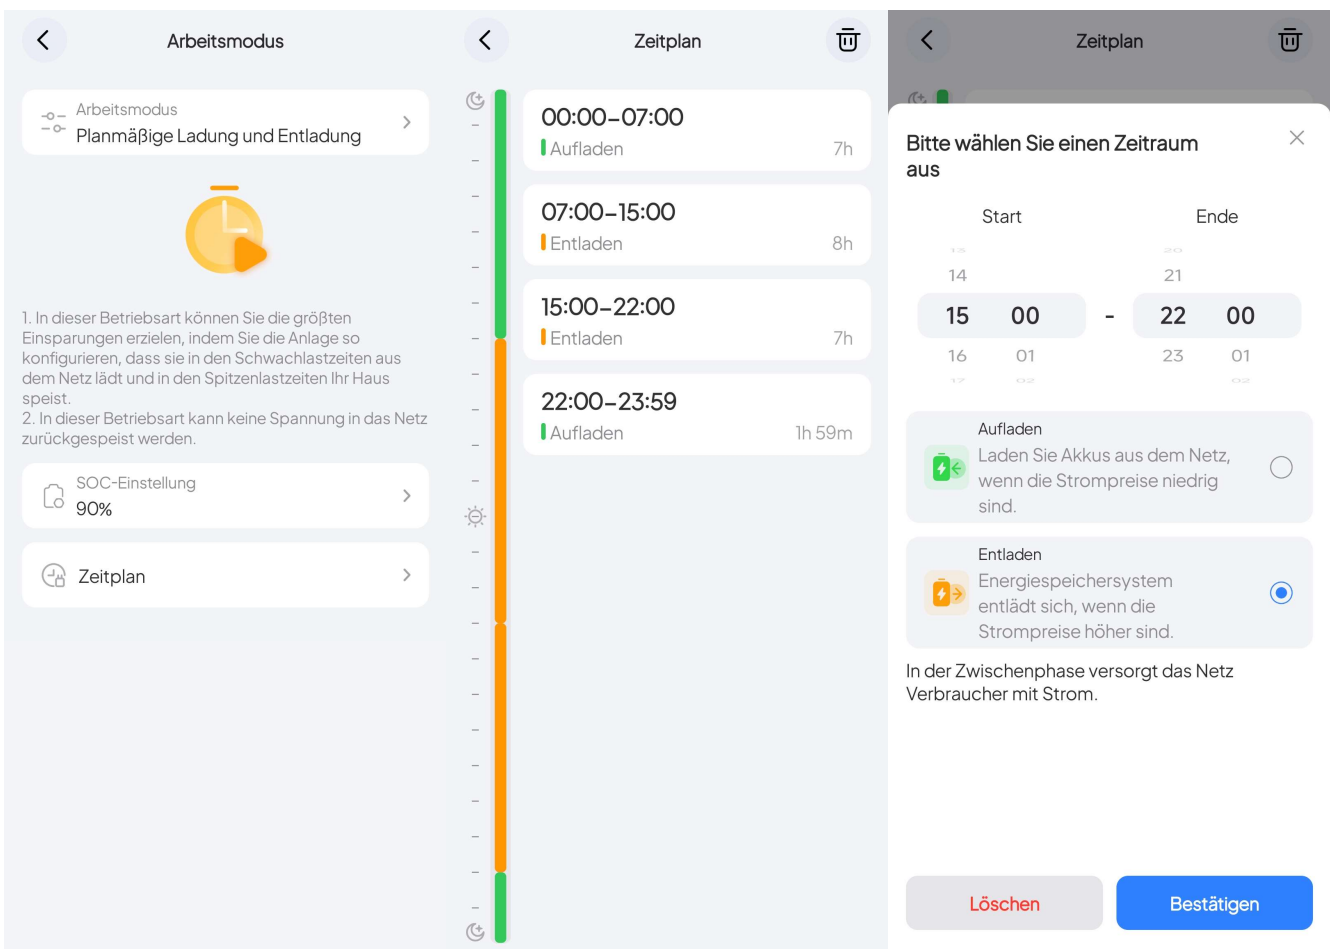 Arbeitsmodus
Arbeitsmodus
Planmäßige Ladung und Entladung
1. In dieser Betriebsart können Sie die größten
Einsparungen erzielen, indem Sie die Anlage so
konfigurieren, dass sie in den Schwachlastzeiten aus
dem Netz lädt und in den Spitzenlastzeiten Ihr Haus
speist.
2. In dieser Betriebsart kann keine Spannung in das Netz
zurückgespeist werden.
SOC-Einstellung
90%
Zeitplan
Zeitplan
00:00–07:00
Aufladen 7h
07:00–15:00
Entladen 8h
15:00–22:00
Entladen 7h
22:00–23:59
Aufladen 1h 59m
Zeitplan
Bitte wählen Sie einen Zeitraum
aus
Start Ende
13 20
14 21
15 00 - 22 00
16 01 23 01
17 02 02
Aufladen
Laden Sie Akkus aus dem Netz,
wenn die Strompreise niedrig
sind.
Entladen
Energiespeichersystem
entlädt sich, wenn die
Strompreise höher sind.
In der Zwischenphase versorgt das Netz
Verbraucher mit Strom.
Löschen Bestätigen